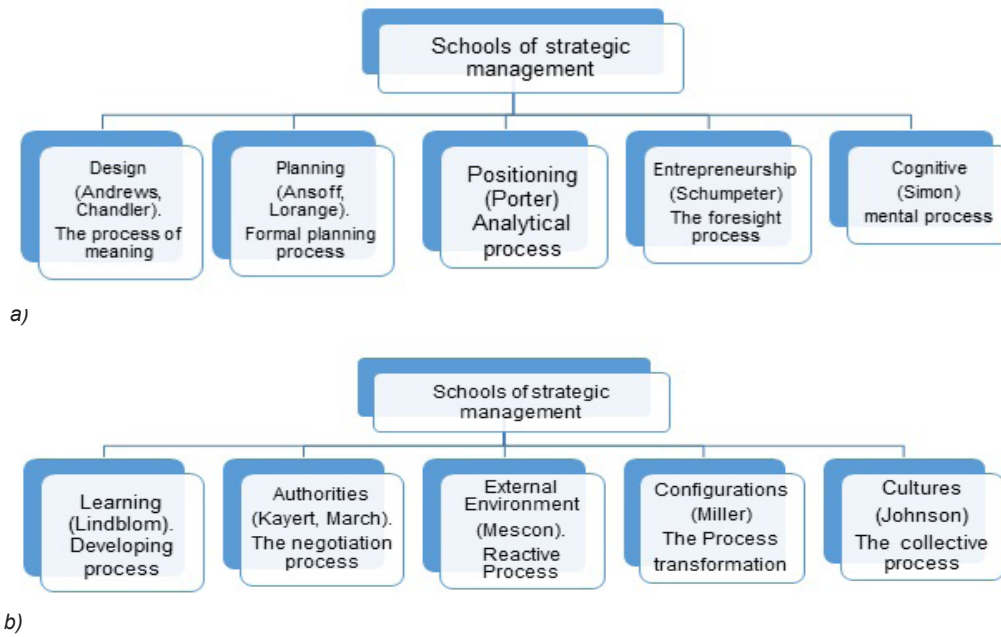 Schools of strategic
management
Design
(Andrews,
Chandler).
The process of
meaning
Planning
(Ansoff,
Lorange).
Formal planning
process
Positioning
(Porter)
Analytical
process
Entrepreneurship
(Schumpeter)
The foresight
process
Cognitive
(Simon)
mental process
a)
Schools of strategic
management
Learning
(Lindblom).
Developing
process
Authorities
(Kayert, March).
The negotiation
process
External
Environment
(Mescon).
Reactive
Process
Configurations
(Miller)
The Process
transformation
Cultures
(Johnson)
The collective
process
b)